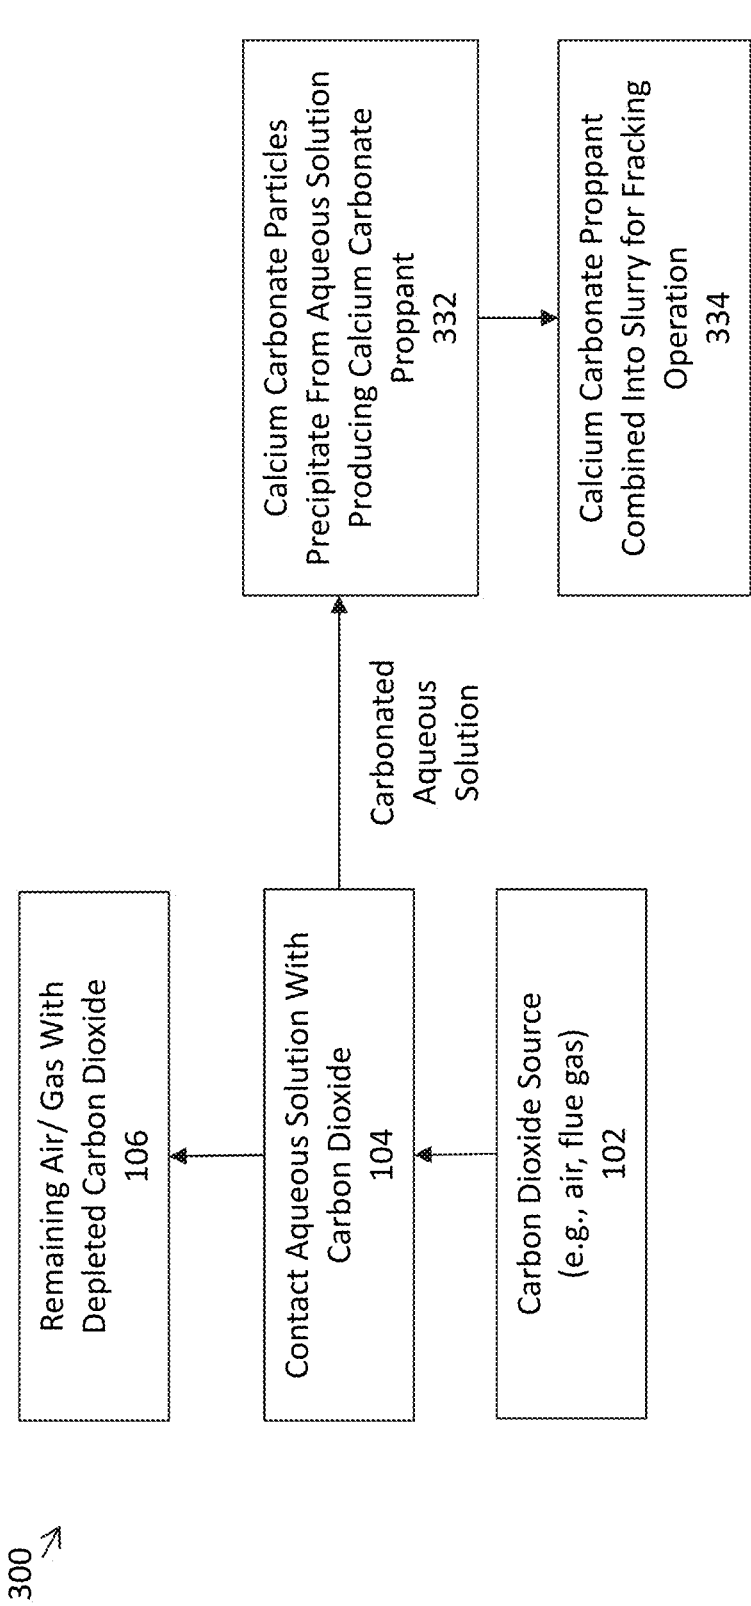 300
Remaining Air/ Gas With
Depleted Carbon Dioxide
106
Contact Aqueous Solution With
Carbon Dioxide
104
Carbon Dioxide Source
(e.g., air, flue gas)
102
Carbonated
Aqueous
Solution
Calcium Carbonate Particles
Precipitate From Aqueous Solution
Producing Calcium Carbonate
Proppant
332
Calcium Carbonate Proppant
Combined Into Slurry for Fracking
Operation
334